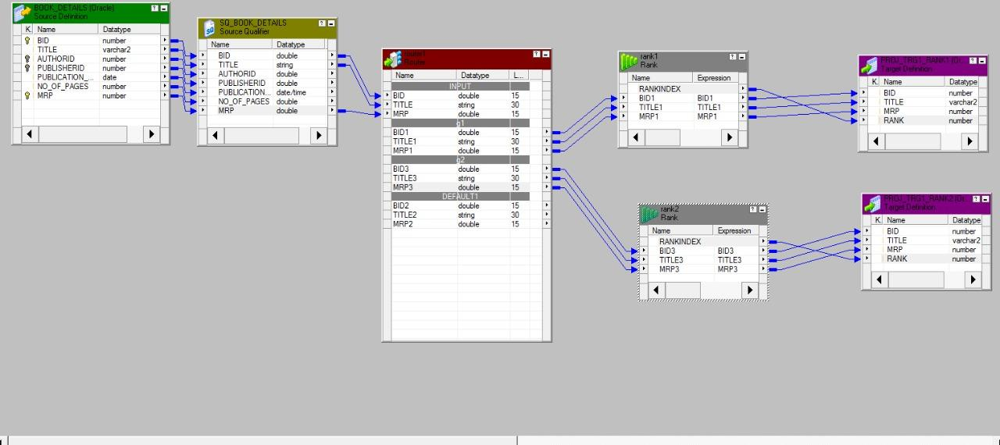 BOOK_DETAILS (Oracle)
Source Definition
K. Name Datatype
BID number
TITLE varchar2
AUTHORID number
PUBLISHERID number
PUBLICATION_... date
NO_OF_PAGES number
MRP number
SQ_BOOK_DETAILS
Source Qualifier
Name Datatype
BID double
TITLE string
AUTHORID double
PUBLISHERID double
PUBLICATION... date/time
NO_OF_PAGES double
MRP double
router1
Router
Name Datatype L...
INPUT
BID double 15
TITLE string 30
MRP double 15
g1
BID1 double 15
TITLE1 string 30
MRP1 double 15
g2
BID3 double 15
TITLE3 string 30
MRP3 double 15
DEFAULT1
BID2 double 15
TITLE2 string 30
MRP2 double 15
rank1
Rank
Name Expression
RANKINDEX
BID1 BID1
TITLE1 TITLE1
MRP1 MRP1
PROJ_TRG1_RANK1 (O...
Target Definition
K. Name Datatype
BID number
TITLE varchar2
MRP number
RANK number
rank2
Rank
Name Expression
RANKINDEX
BID3 BID3
TITLE3 TITLE3
MRP3 MRP3
PROJ_TRG1_RANK2 (O...
Target Definition
K. Name Datatype
BID number
TITLE varchar2
MRP number
RANK number